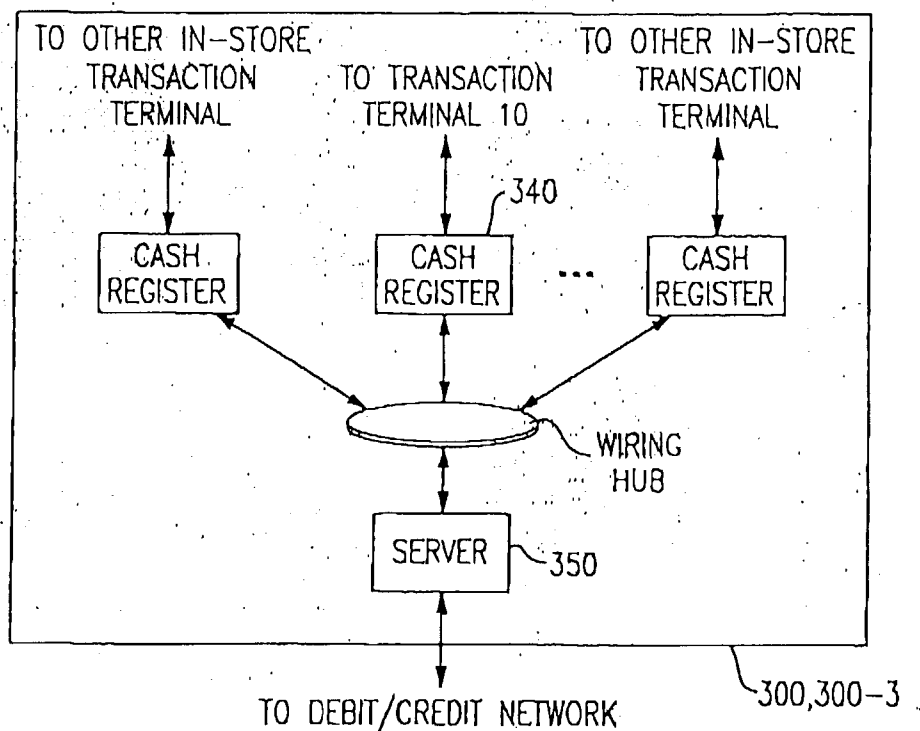 TO OTHER IN-STORE
TRANSACTION
TERMINAL
TO TRANSACTION
TERMINAL 10
TO OTHER IN-STORE
TRANSACTION
TERMINAL
340
CASH
REGISTER
CASH
REGISTER
...
CASH
REGISTER
WIRING
HUB
SERVER
350
300,300-3
TO DEBIT/CREDIT NETWORK